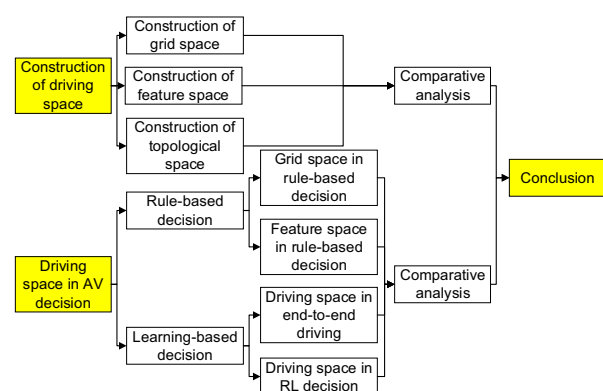 Construction of
grid space
Construction
of driving
space
Construction of
feature space
Comparative
analysis
Construction of
topological
space
Grid space in
rule-based
decision
Conclusion
Rule-based
decision
Feature space
in rule-based
decision
Driving
space in AV
decision
Comparative
analysis
Driving space in
end-to-end
driving
Learning-based
decision
Driving space in
RL decision